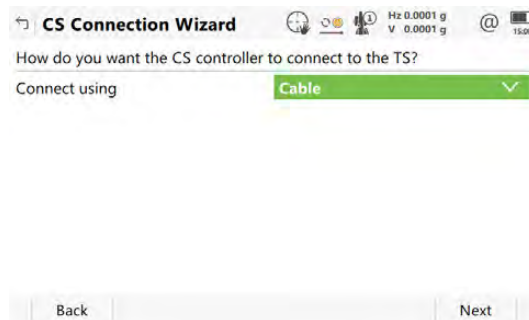 CS Connection Wizard
1
Hz 0.0001 g
V 0.0001 g
@
How do you want the CS controller to connect to the TS?
Connect using Cable
Back Next